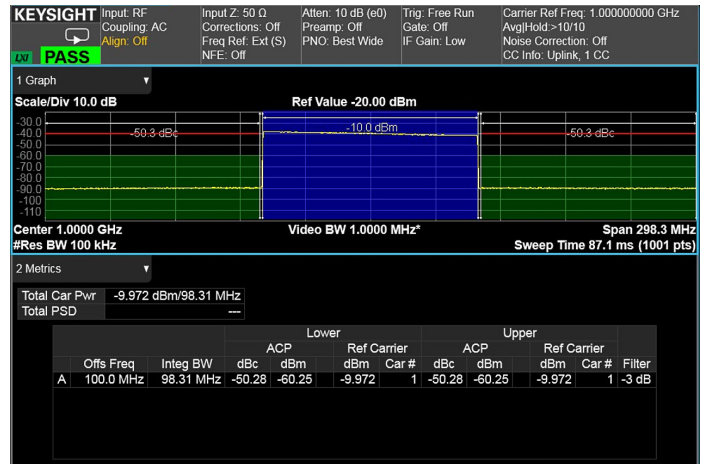 KEYSIGHT Input: RF Input Z: 50 Ω Atten: 10 dB (e0) Trig: Free Run Carrier Ref Freq: 1.000000000 GHz
Coupling: AC Corrections: Off Preamp: Off Gate: Off Avg|Hold:>10/10
Align: Off Freq Ref: Ext (S) PNO: Best Wide IF Gain: Low Noise Correction: Off
LXI PASS NFE: Off CC Info: Uplink, 1 CC
1 Graph
Scale/Div 10.0 dB Ref Value -20.00 dBm
-30.0
-40.0 -50.3 dBc -10.0 dBm -50.3 dBc
-50.0
-60.0
-70.0
-80.0
-90.0
-100
-110
Center 1.0000 GHz Video BW 1.0000 MHz* Span 298.3 MHz
#Res BW 100 kHz Sweep Time 87.1 ms (1001 pts)
2 Metrics
Total Car Pwr -9.972 dBm/98.31 MHz
Total PSD ---
Lower Upper
ACP Ref Carrier ACP Ref Carrier
Offs Freq Integ BW dBc dBm dBm Car # dBc dBm dBm Car # Filter
A 100.0 MHz 98.31 MHz -50.28 -60.25 -9.972 1 -50.28 -60.25 -9.972 1 -3 dB